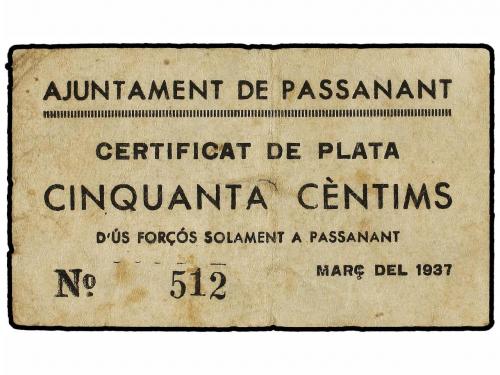 AJUNTAMENT DE PASSANANT
CERTIFICAT DE PLATA
CINQUANTA CÈNTIMS
D'ÚS FORÇÓS SOLAMENT A PASSANANT
Nº 512 MARÇ DEL 1937